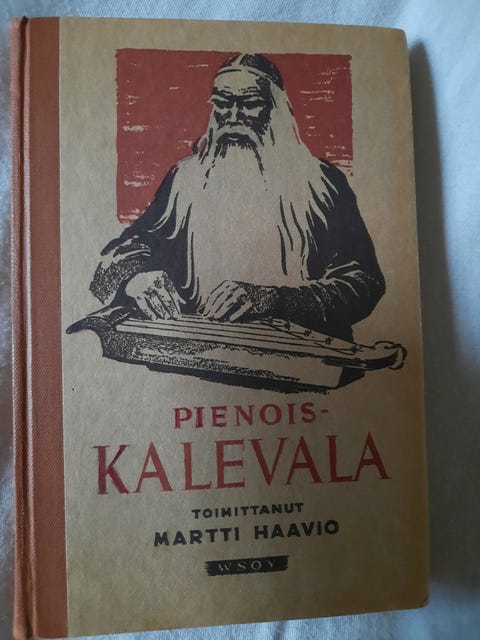 PIENOIS-
KALEVALA
TOIMITTANUT
MARTTI HAAVIO
WSOY